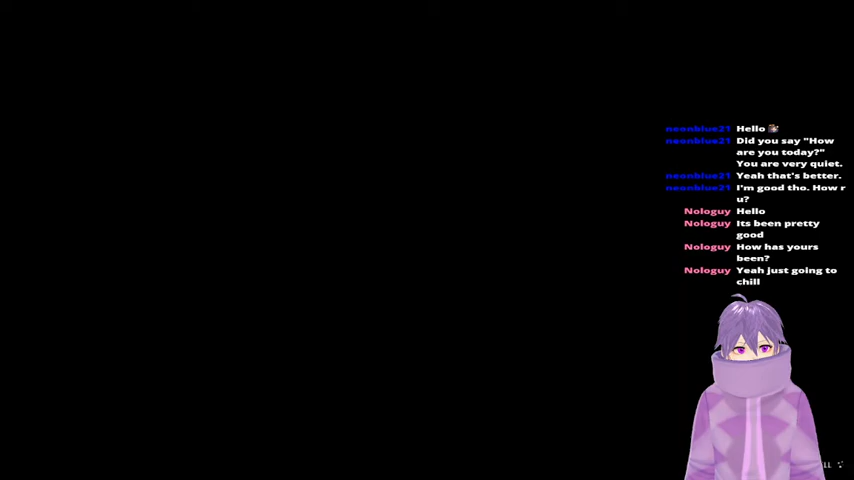 neonblue21 Hello
neonblue21 Did you say "How
are you today?"
You are very quiet.
neonblue21 Yeah that's better.
neonblue21 I'm good tho. How r
u?
Nologuy Hello
Nologuy Its been pretty
good
Nologuy How has yours
been?
Nologuy Yeah just going to
chill
LL